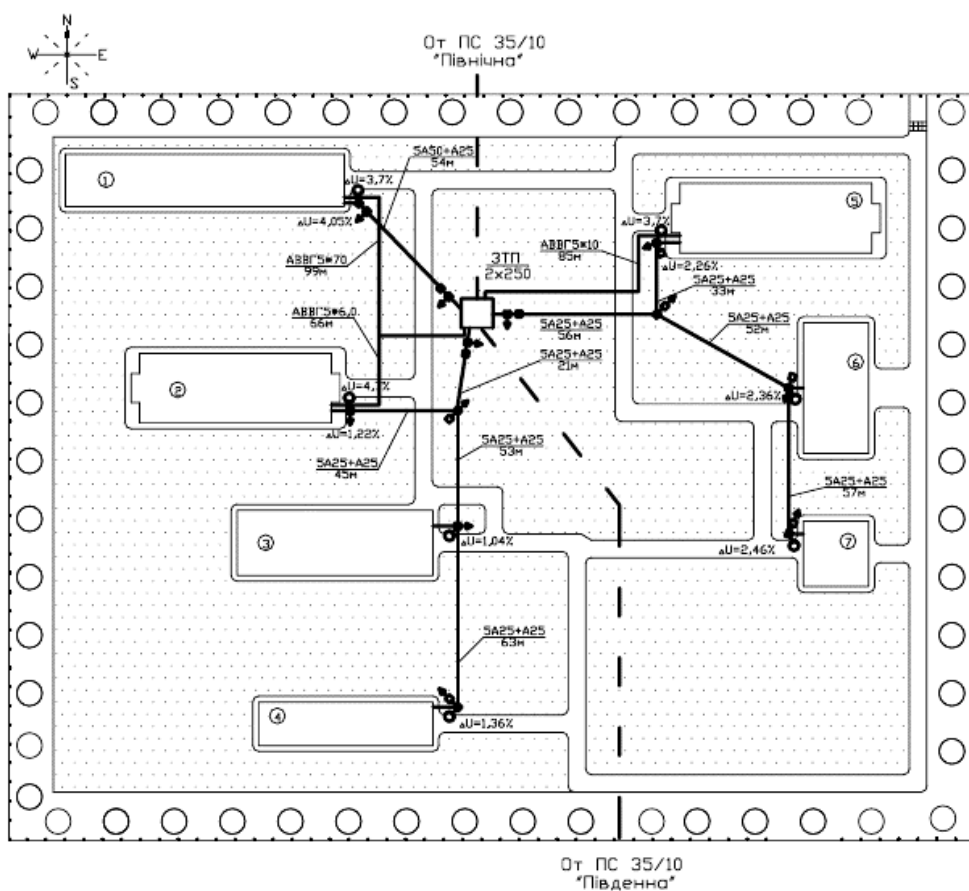 N
W E
S
От ПС 35/10
"Північна"
5А50+А25
54м
1
ΔU=3,7%
ΔU=4,05%
АВВГ5*70
99м
ЗТП
2x250
АВВГ5*10
85м
ΔU=3,7%
5
ΔU=2,26%
5А25+А25
33м
АВВГ5*6,0
66м
5А25+А25
56м
5А25+А25
52м
5А25+А25
21м
6
2
ΔU=4,1%
ΔU=2,36%
ΔU=1,22%
5А25+А25
45м
5А25+А25
53м
5А25+А25
57м
3
ΔU=1,04%
ΔU=2,46%
7
5А25+А25
63м
4
ΔU=1,36%
От ПС 35/10
"Південна"